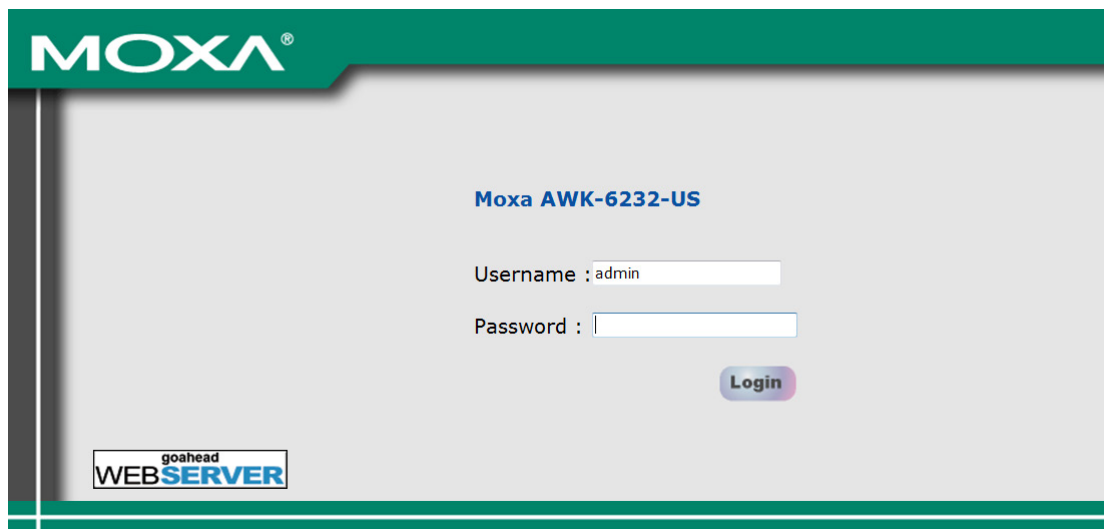 MOXA®
Moxa AWK-6232-US
Username : admin
Password :
Login
goahead
WEBSERVER